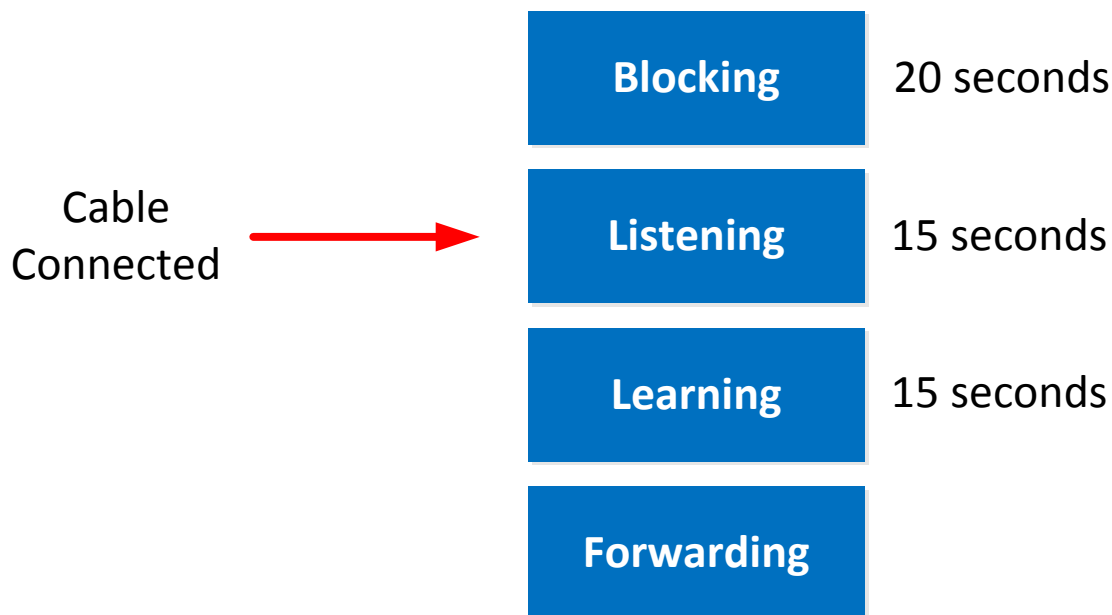 Blocking
20 seconds
Cable
Connected
Listening
15 seconds
Learning
15 seconds
Forwarding